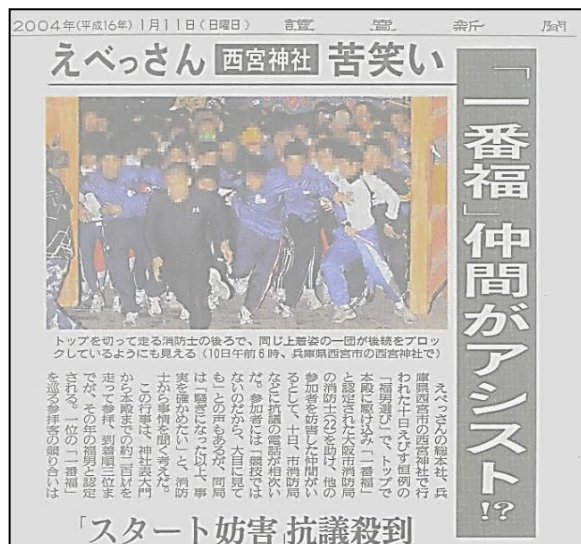 2004年(平成16年)1月11日(日曜日) 讀賣新聞
えべっさん 西宮神社 苦笑い
「一番福」仲間がアシスト!?
トップを切って走る消防士の後ろで、同じ上着姿の一団が後続をブロッ
クしているようにも見える(10日午前6時、兵庫県西宮市の西宮神社で)
えべっさんの総本社、兵
庫県西宮市の西宮神社で行
われた十日えびす恒例の
「福男選び」で、トップで
本殿に駆け込み「一番福」
と認定された大阪市消防局
の消防士(22)を助け、他の
参加者を妨害した仲間がい
るとして、十日、市消防局
などに抗議の電話が相次い
だ。参加者には「競技では
ないのだから、大目に見て
も」との声もあるが、同局
は「騒ぎになった以上、事
実を確かめたい」と、消防
士から事情を聞く考えだ。
この行事は、神社表大門
から本殿までの約二百㍍を
走って参拝、到着順三位ま
でが、その年の福男と認定
される。一位の「一番福」
を巡る参拝客の競り合いは
「スタート妨害」抗議殺到